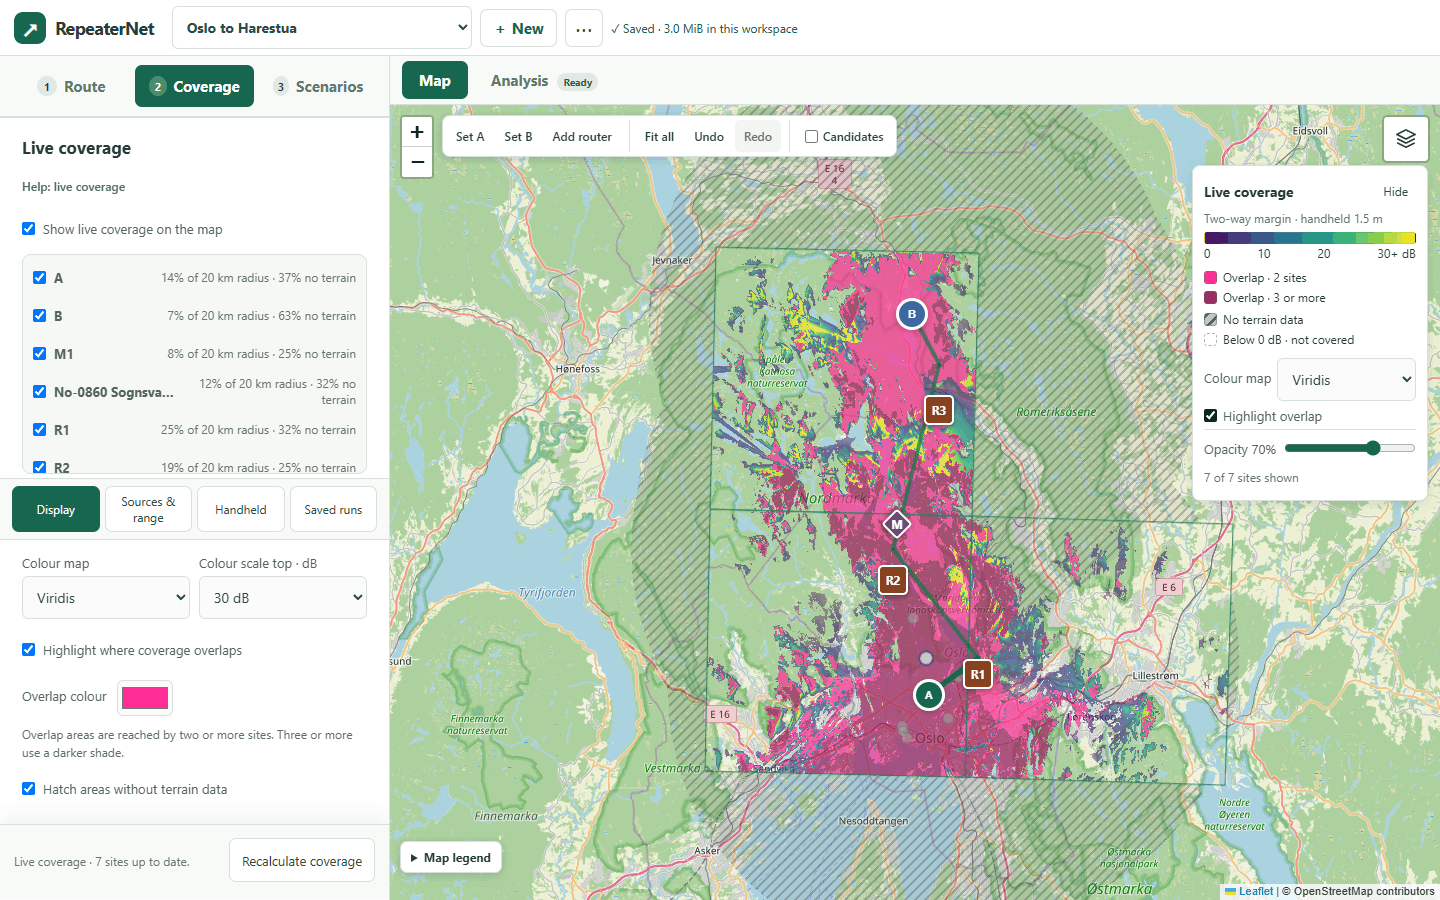 RepeaterNet
Oslo to Harestua
+ New
...
✓ Saved · 3.0 MiB in this workspace
1 Route
2 Coverage
3 Scenarios
Map
Analysis Ready
Live coverage
Help: live coverage
Show live coverage on the map
A 14% of 20 km radius · 37% no terrain
B 7% of 20 km radius · 63% no terrain
M1 8% of 20 km radius · 25% no terrain
No-0860 Sognsva... 12% of 20 km radius · 32% no
terrain
R1 25% of 20 km radius · 32% no terrain
R2 19% of 20 km radius · 25% no terrain
Display
Sources &
range
Handheld
Saved runs
Colour map
Viridis
Colour scale top · dB
30 dB
Highlight where coverage overlaps
Overlap colour
Overlap areas are reached by two or more sites. Three or more
use a darker shade.
Hatch areas without terrain data
Live coverage · 7 sites up to date.
Recalculate coverage
+
−
Set A
Set B
Add router
Fit all
Undo
Redo
Candidates
Live coverage
Hide
Two-way margin · handheld 1.5 m
0 10 20 30+ dB
Overlap · 2 sites
Overlap · 3 or more
No terrain data
Below 0 dB · not covered
Colour map Viridis
Highlight overlap
Opacity 70%
7 of 7 sites shown
Eidsvoll
E 16
4
Jevnaker
B
Hønefoss
naturreservat
R3
Romeriksåsene
Nordmarka
M
R2
E 6
Tyrifjorden
Oslo
sund
R1
Lillestrøm
A
E 16
Finnemarka
naturreservat
Oslo
Lørenskog
Vestmarka
Sandvika
Nesoddtangen
Finnemarka
Nordre
Øyeren
naturreservat
Asker
Østmarka
nasjonalpark
Østmarka
Map legend
Leaflet | © OpenStreetMap contributors